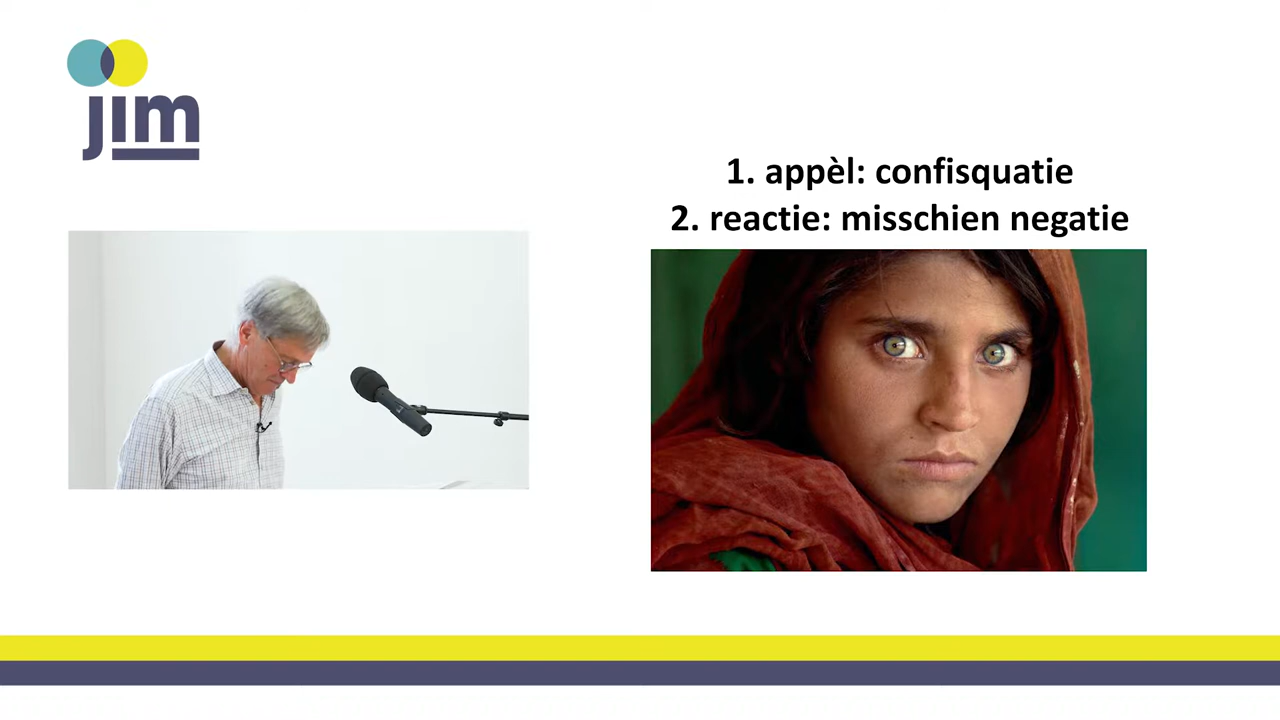 jim
1. appèl: confisquatie
2. reactie: misschien negatie